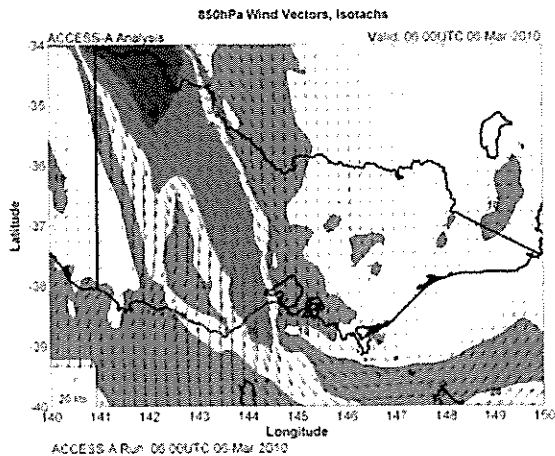 850hPa Wind Vectors, Isotachs
ACCESS-A Analysis
Valid: 06:00UTC 06-Mar-2010
Latitude
-34
-35
-36
-37
-38
-39
-40
20 kts
140 141 142 143 144 145 146 147 148 149 150
Longitude
ACCESS-A Run: 06:00UTC 06-Mar-2010